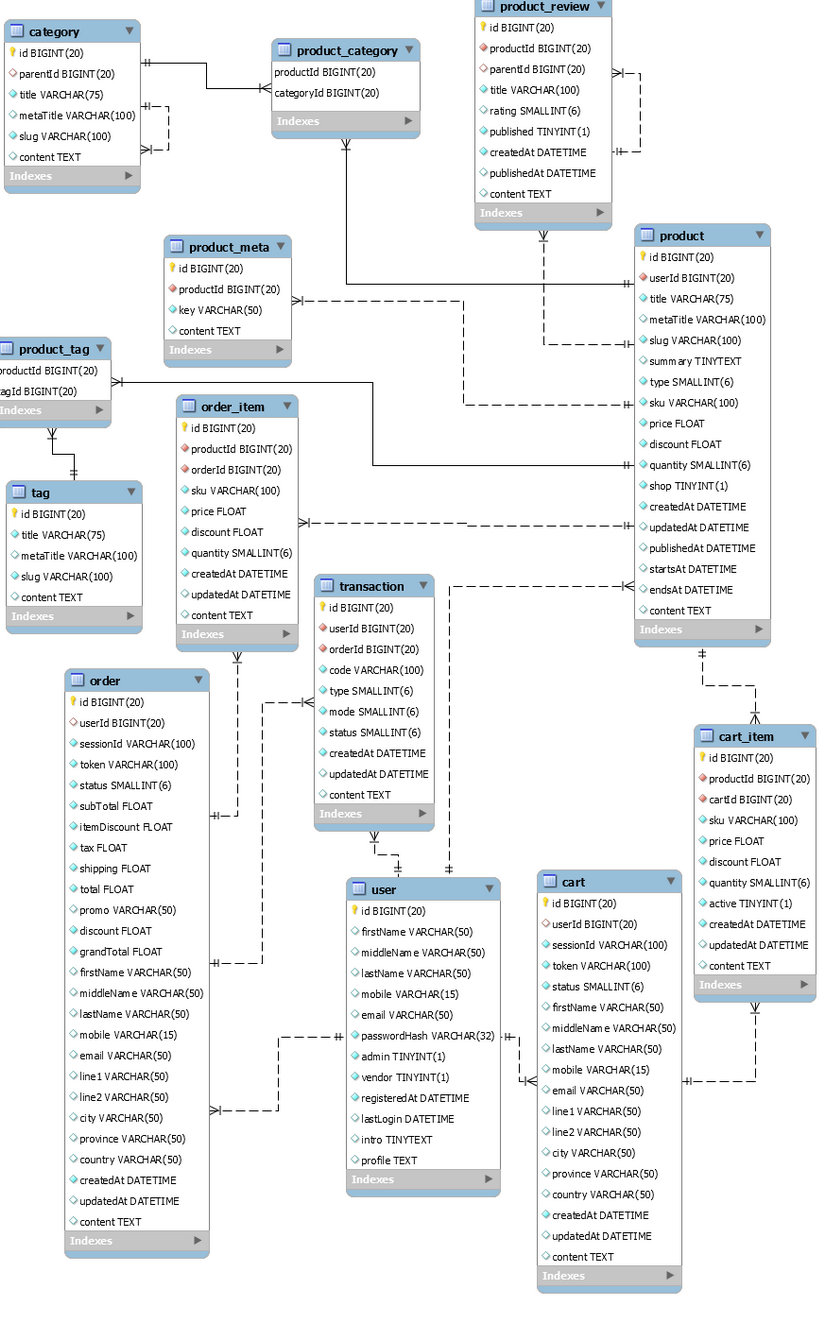 category
id BIGINT(20)
parentId BIGINT(20)
title VARCHAR(75)
metaTitle VARCHAR(100)
slug VARCHAR(100)
content TEXT
Indexes
product_category
productId BIGINT(20)
categoryId BIGINT(20)
Indexes
product_review
id BIGINT(20)
productId BIGINT(20)
parentId BIGINT(20)
title VARCHAR(100)
rating SMALLINT(6)
published TINYINT(1)
createdAt DATETIME
publishedAt DATETIME
content TEXT
Indexes
product_meta
id BIGINT(20)
productId BIGINT(20)
key VARCHAR(50)
content TEXT
Indexes
product
id BIGINT(20)
userId BIGINT(20)
title VARCHAR(75)
metaTitle VARCHAR(100)
slug VARCHAR(100)
summary TINYTEXT
type SMALLINT(6)
sku VARCHAR(100)
price FLOAT
discount FLOAT
quantity SMALLINT(6)
shop TINYINT(1)
createdAt DATETIME
updatedAt DATETIME
publishedAt DATETIME
startsAt DATETIME
endsAt DATETIME
content TEXT
Indexes
product_tag
productId BIGINT(20)
tagId BIGINT(20)
Indexes
tag
id BIGINT(20)
title VARCHAR(75)
metaTitle VARCHAR(100)
slug VARCHAR(100)
content TEXT
Indexes
order_item
id BIGINT(20)
productId BIGINT(20)
orderId BIGINT(20)
sku VARCHAR(100)
price FLOAT
discount FLOAT
quantity SMALLINT(6)
createdAt DATETIME
updatedAt DATETIME
content TEXT
Indexes
transaction
id BIGINT(20)
userId BIGINT(20)
orderId BIGINT(20)
code VARCHAR(100)
type SMALLINT(6)
mode SMALLINT(6)
status SMALLINT(6)
createdAt DATETIME
updatedAt DATETIME
content TEXT
Indexes
order
id BIGINT(20)
userId BIGINT(20)
sessionId VARCHAR(100)
token VARCHAR(100)
status SMALLINT(6)
subTotal FLOAT
itemDiscount FLOAT
tax FLOAT
shipping FLOAT
total FLOAT
promo VARCHAR(50)
discount FLOAT
grandTotal FLOAT
firstName VARCHAR(50)
middleName VARCHAR(50)
lastName VARCHAR(50)
mobile VARCHAR(15)
email VARCHAR(50)
line1 VARCHAR(50)
line2 VARCHAR(50)
city VARCHAR(50)
province VARCHAR(50)
country VARCHAR(50)
createdAt DATETIME
updatedAt DATETIME
content TEXT
Indexes
user
id BIGINT(20)
firstName VARCHAR(50)
middleName VARCHAR(50)
lastName VARCHAR(50)
mobile VARCHAR(15)
email VARCHAR(50)
passwordHash VARCHAR(32)
admin TINYINT(1)
vendor TINYINT(1)
registeredAt DATETIME
lastLogin DATETIME
intro TINYTEXT
profile TEXT
Indexes
cart
id BIGINT(20)
userId BIGINT(20)
sessionId VARCHAR(100)
token VARCHAR(100)
status SMALLINT(6)
firstName VARCHAR(50)
middleName VARCHAR(50)
lastName VARCHAR(50)
mobile VARCHAR(15)
email VARCHAR(50)
line1 VARCHAR(50)
line2 VARCHAR(50)
city VARCHAR(50)
province VARCHAR(50)
country VARCHAR(50)
createdAt DATETIME
updatedAt DATETIME
content TEXT
Indexes
cart_item
id BIGINT(20)
productId BIGINT(20)
cartId BIGINT(20)
sku VARCHAR(100)
price FLOAT
discount FLOAT
quantity SMALLINT(6)
active TINYINT(1)
createdAt DATETIME
updatedAt DATETIME
content TEXT
Indexes